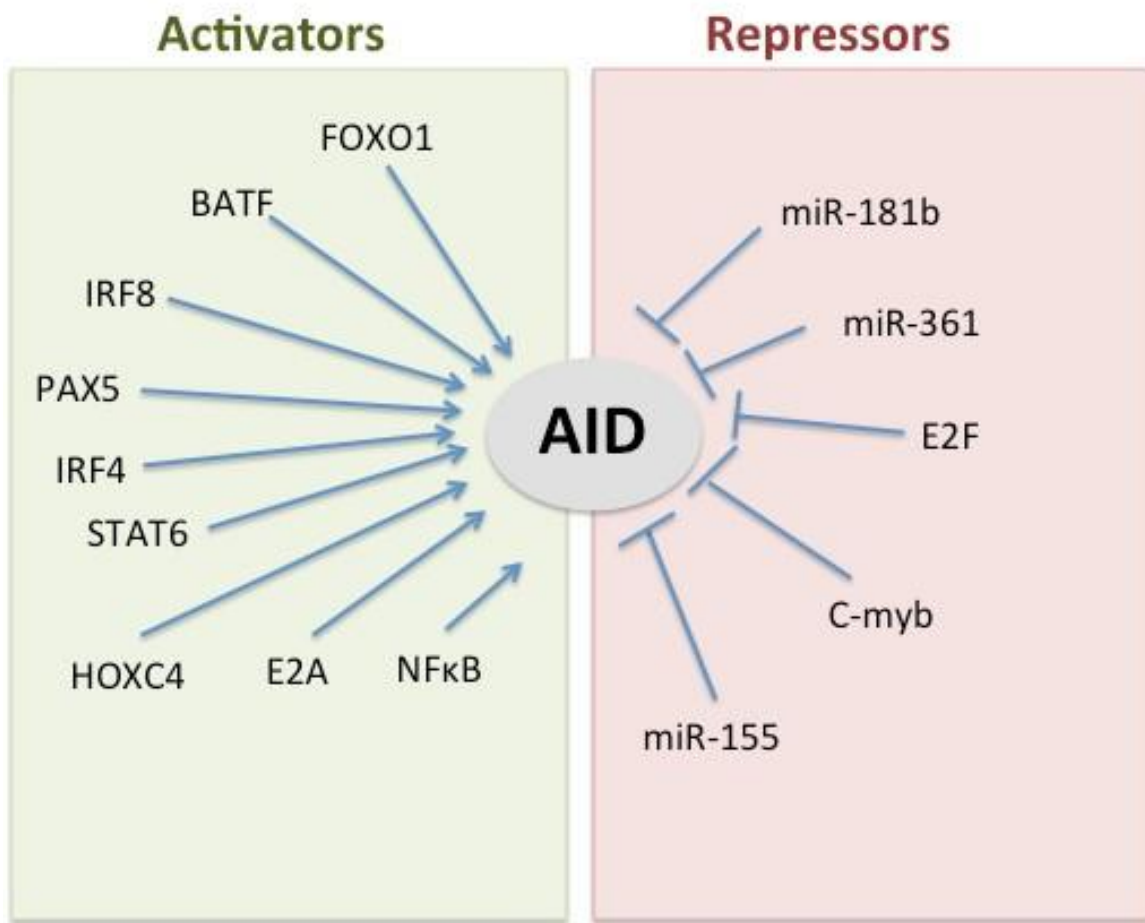 Activators
FOXO1
BATF
IRF8
PAX5
IRF4
STAT6
HOXC4
E2A
NFκB
AID
Repressors
miR-181b
miR-361
E2F
C-myb
miR-155